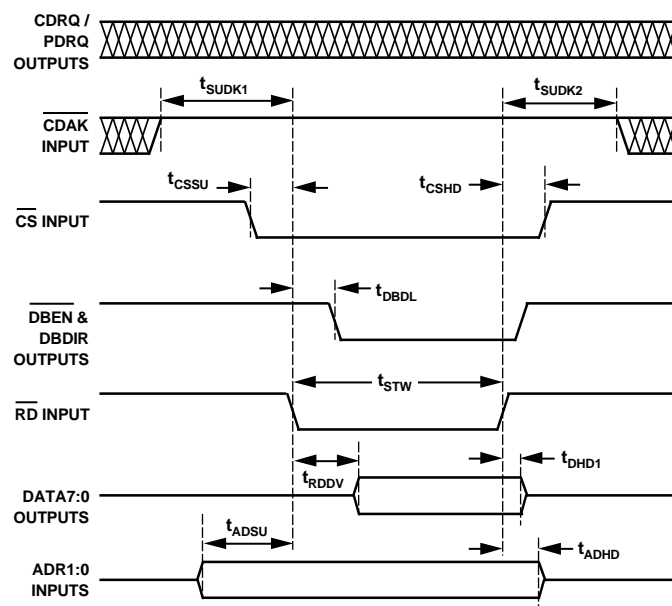 CDRQ /
PDRQ
OUTPUTS
tSUDK1
tSUDK2
CDAK
INPUT
tCSSU
tCSHD
CS INPUT
tDBDL
DBEN &
DBDIR
OUTPUTS
tSTW
RD INPUT
tDHD1
tRDDV
DATA7:0
OUTPUTS
tADSU
tADHD
ADR1:0
INPUTS